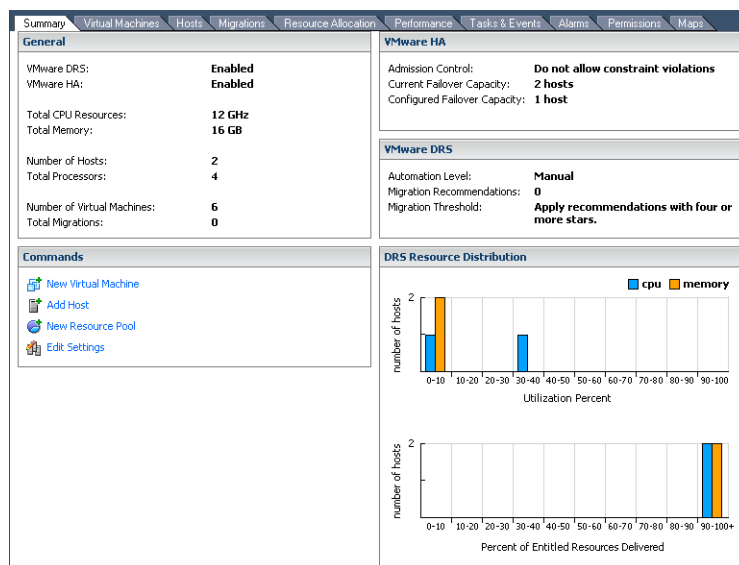 Summary Virtual Machines Hosts Migrations Resource Allocation Performance Tasks & Events Alarms Permissions Maps
General
VMware DRS: Enabled
VMware HA: Enabled
Total CPU Resources: 12 GHz
Total Memory: 16 GB
Number of Hosts: 2
Total Processors: 4
Number of Virtual Machines: 6
Total Migrations: 0
Commands
New Virtual Machine
Add Host
New Resource Pool
Edit Settings
VMware HA
Admission Control: Do not allow constraint violations
Current Failover Capacity: 2 hosts
Configured Failover Capacity: 1 host
VMware DRS
Automation Level: Manual
Migration Recommendations: 0
Migration Threshold: Apply recommendations with four or
more stars.
DRS Resource Distribution
cpu memory
2
number of hosts
0-10 10-20 20-30 30-40 40-50 50-60 60-70 70-80 80-90 90-100
Utilization Percent
2
number of hosts
0-10 10-20 20-30 30-40 40-50 50-60 60-70 70-80 80-90 90-100+
Percent of Entitled Resources Delivered